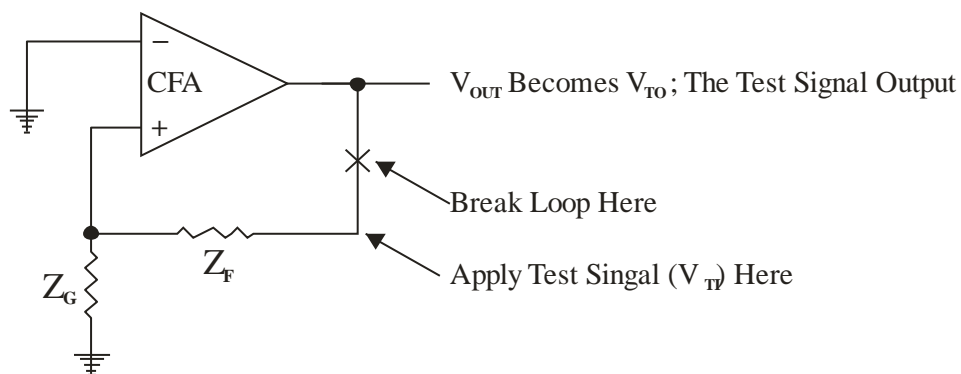 −
CFA
+
V_OUT Becomes V_TO; The Test Signal Output
Break Loop Here
Z_F
Z_G
Apply Test Singal (V_TI) Here